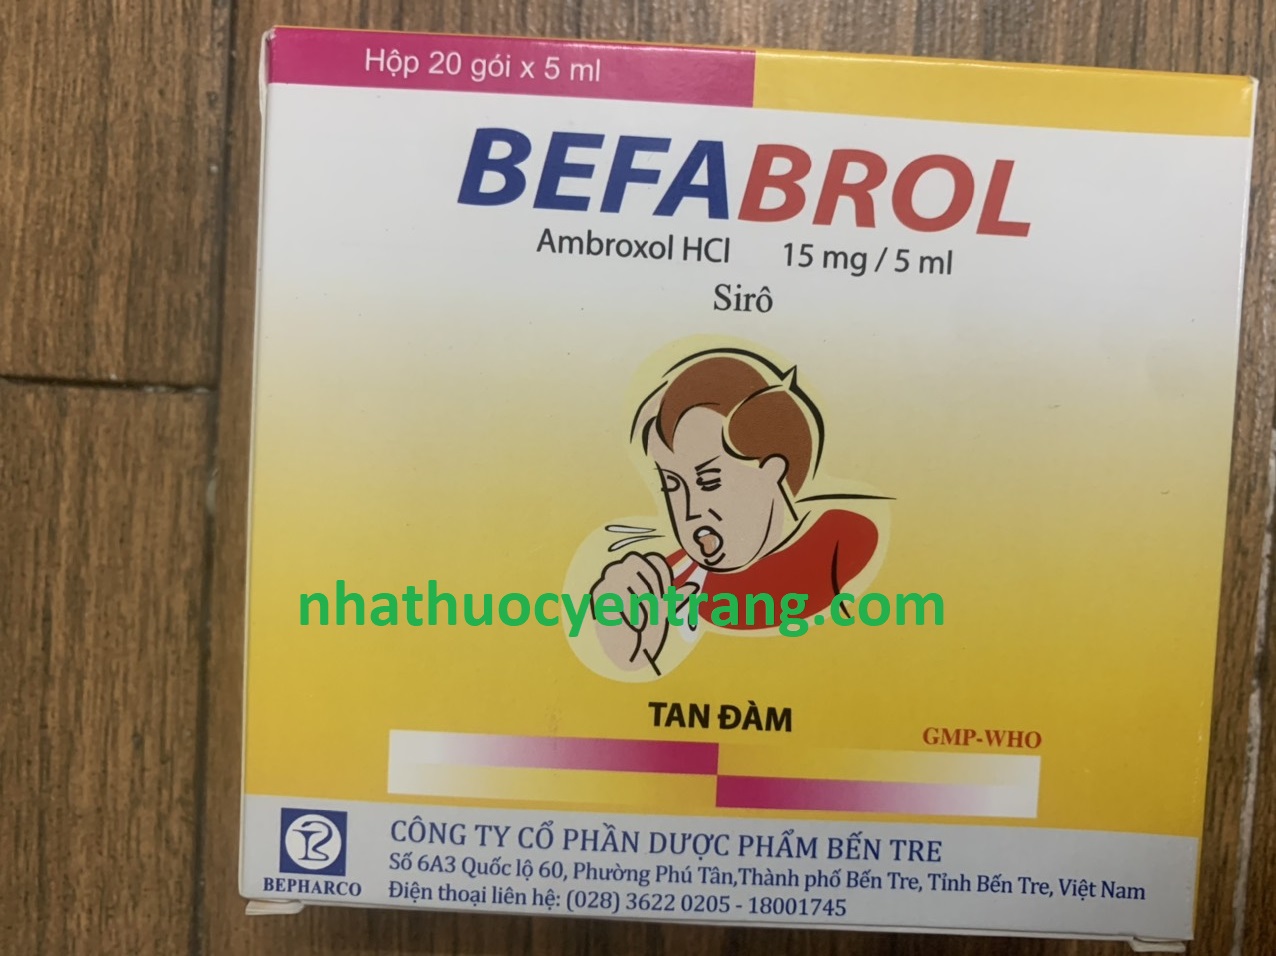 Hộp 20 gói x 5 ml
BEFABROL
Ambroxol HCl 15 mg / 5 ml
Sirô
nhathuocyentrang.com
TAN ĐÀM
GMP-WHO
CÔNG TY CỔ PHẦN DƯỢC PHẨM BẾN TRE
Số 6A3 Quốc lộ 60, Phường Phú Tân,Thành phố Bến Tre, Tỉnh Bến Tre, Việt Nam
BEPHARCO
Điện thoại liên hệ: (028) 3622 0205 - 18001745